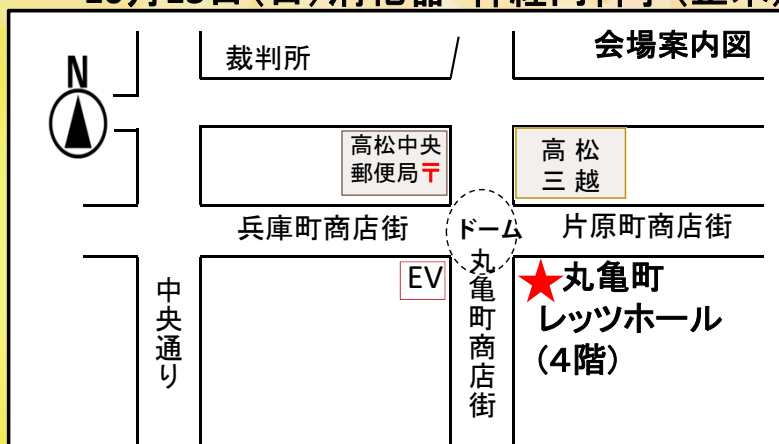 会場案内図
N
裁判所
高松中央
郵便局〒
高松
三越
兵庫町商店街
ドーム
片原町商店街
EV
丸亀町商店街
★丸亀町
レッツホール
(4階)
中央通り